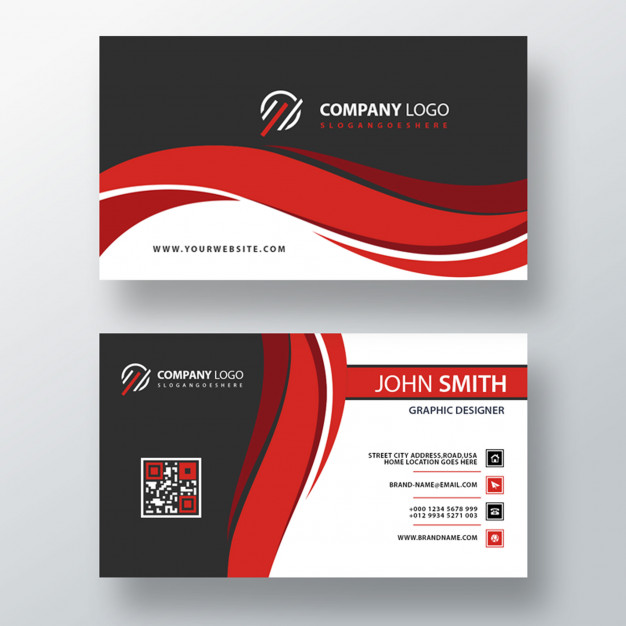 COMPANY LOGO
SLOGANGOESHERE
WWW.YOURWEBSITE.COM
COMPANY LOGO
SLOGANGOESHERE
JOHN SMITH
GRAPHIC DESIGNER
STREET CITY ADDRESS,ROAD,USA
HOME LOCATION GOES HERE
BRAND-NAME@EMAIL.COM
+000 1234 5678 999
+012 9934 5271 003
WWW.BRANDNAME.COM